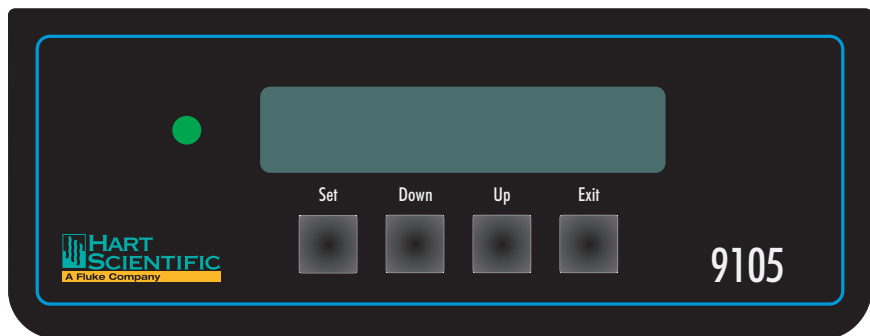 Set Down Up Exit
HART
SCIENTIFIC
A Fluke Company
9105